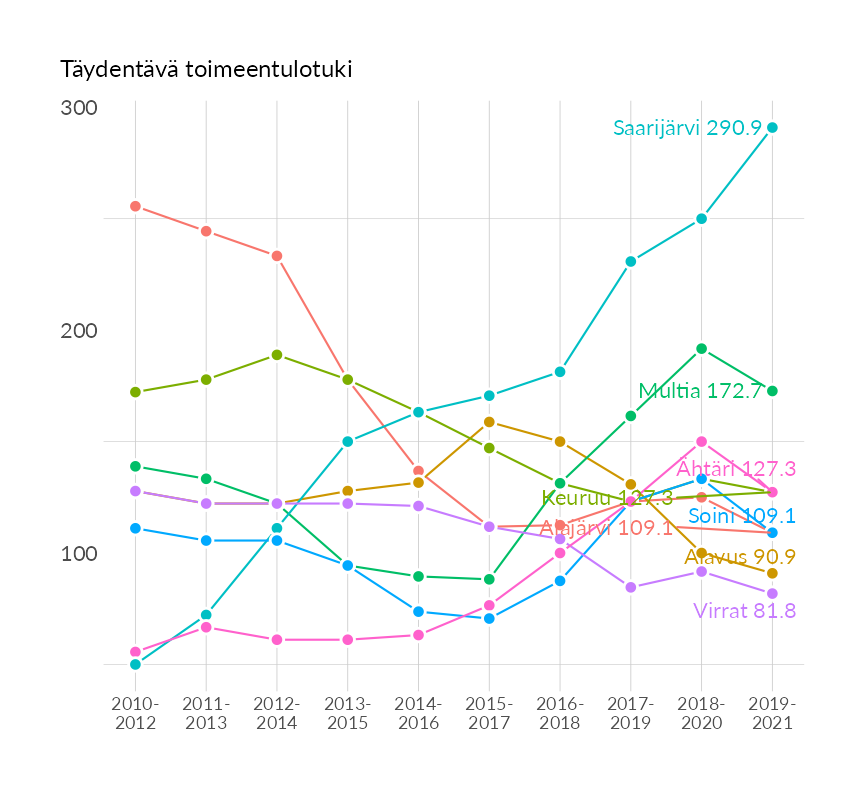 Täydentävä toimeentulotuki
300
Saarijärvi 290.9
200
Multia 172.7
Ähtäri 127.3
Keuruu 127.3
Soini 109.1
Alajärvi 109.1
100
Alavus 90.9
Virrat 81.8
2010- 2011- 2012- 2013- 2014- 2015- 2016- 2017- 2018- 2019-
2012 2013 2014 2015 2016 2017 2018 2019 2020 2021